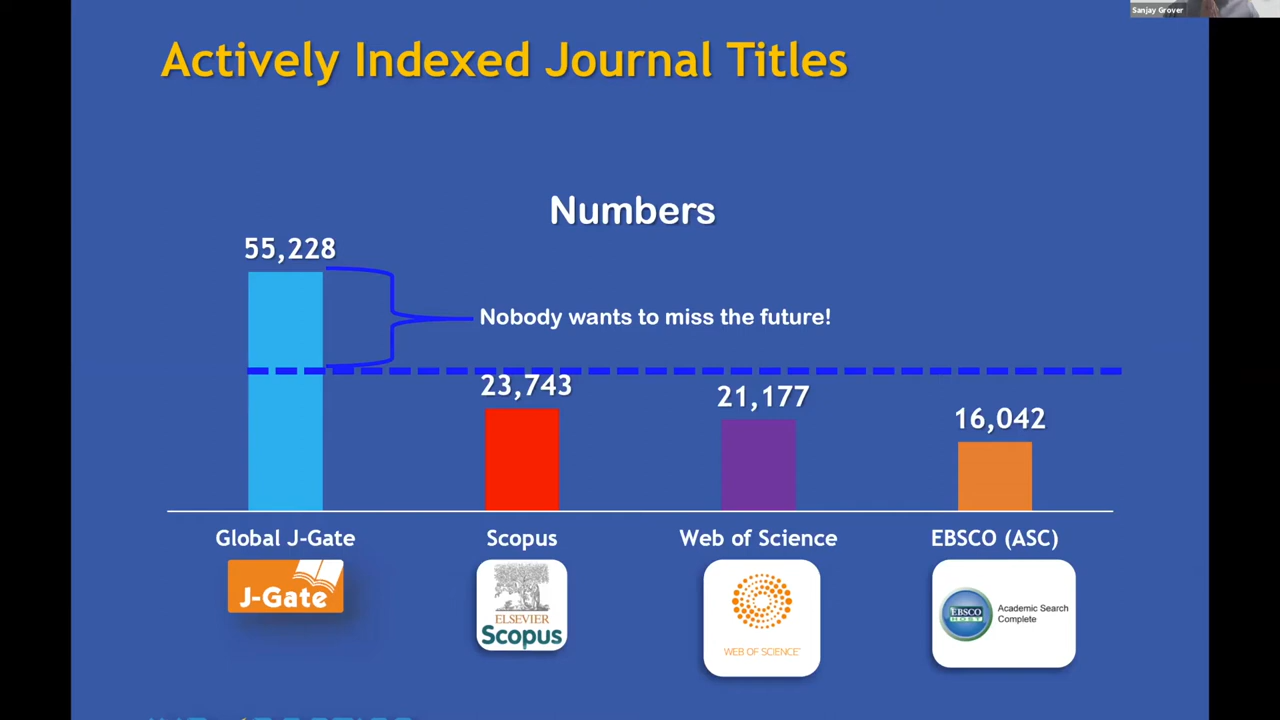 Sanjay Grover
Actively Indexed Journal Titles
Numbers
55,228
Nobody wants to miss the future!
23,743
21,177
16,042
Global J-Gate
Scopus
Web of Science
EBSCO (ASC)
J-Gate
ELSEVIER
Scopus
WEB OF SCIENCE™
EBSCO
HOST
Academic Search
Complete